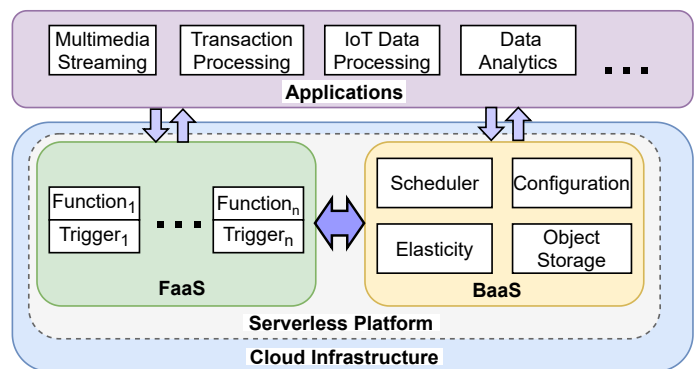 Multimedia
Streaming
Transaction
Processing
IoT Data
Processing
Data
Analytics
...
Applications
Function1
Trigger1
...
Functionn
Triggern
FaaS
Scheduler
Configuration
Elasticity
Object
Storage
BaaS
Serverless Platform
Cloud Infrastructure